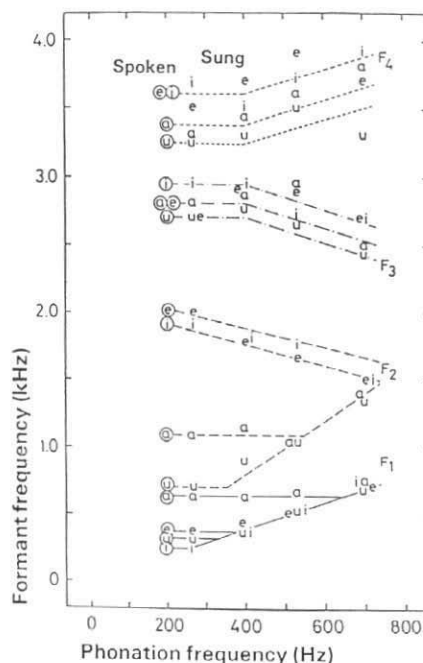 4.0
Spoken Sung
e i i i e i e i a u F4
e i a u
a a a u
u u u u
3.0
i i i e a e
a e a e a u i u e i
u u e a u F3
2.0
e e
i i e i i e F2
e i
a u
1.0
a a a a u
u u u F1
a a a a i a u e
e e e u i
u u u i
i i
0
0 200 400 600 800
Formant frequency (kHz)
Phonation frequency (Hz)